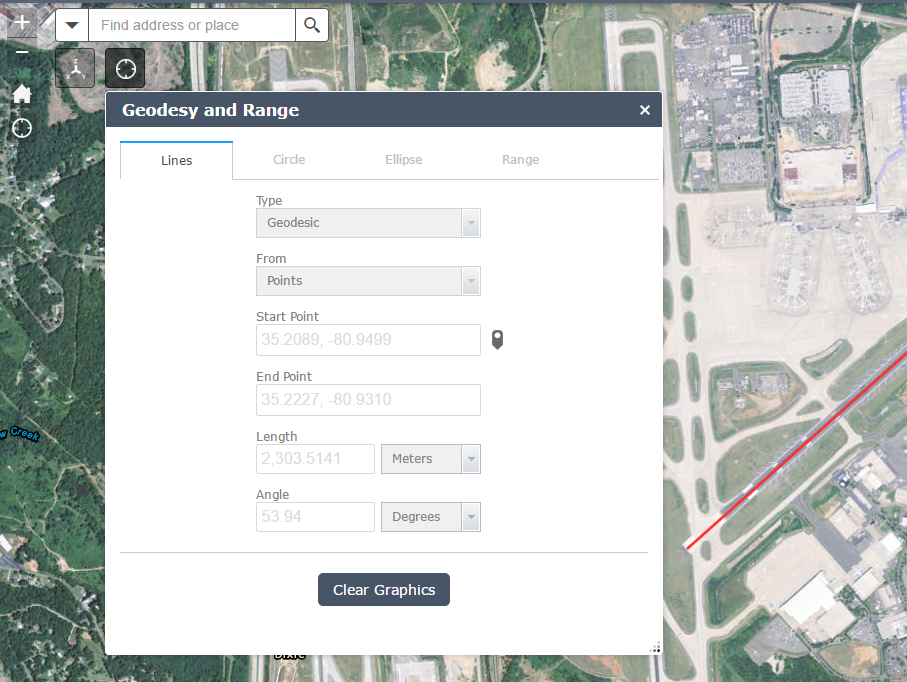 Find address or place
Geodesy and Range
Lines
Circle
Ellipse
Range
Type
Geodesic
From
Points
Start Point
35.2089, -80.9499
End Point
35.2227, -80.9310
Length
2,303.5141
Meters
Angle
53.94
Degrees
Clear Graphics
Creek